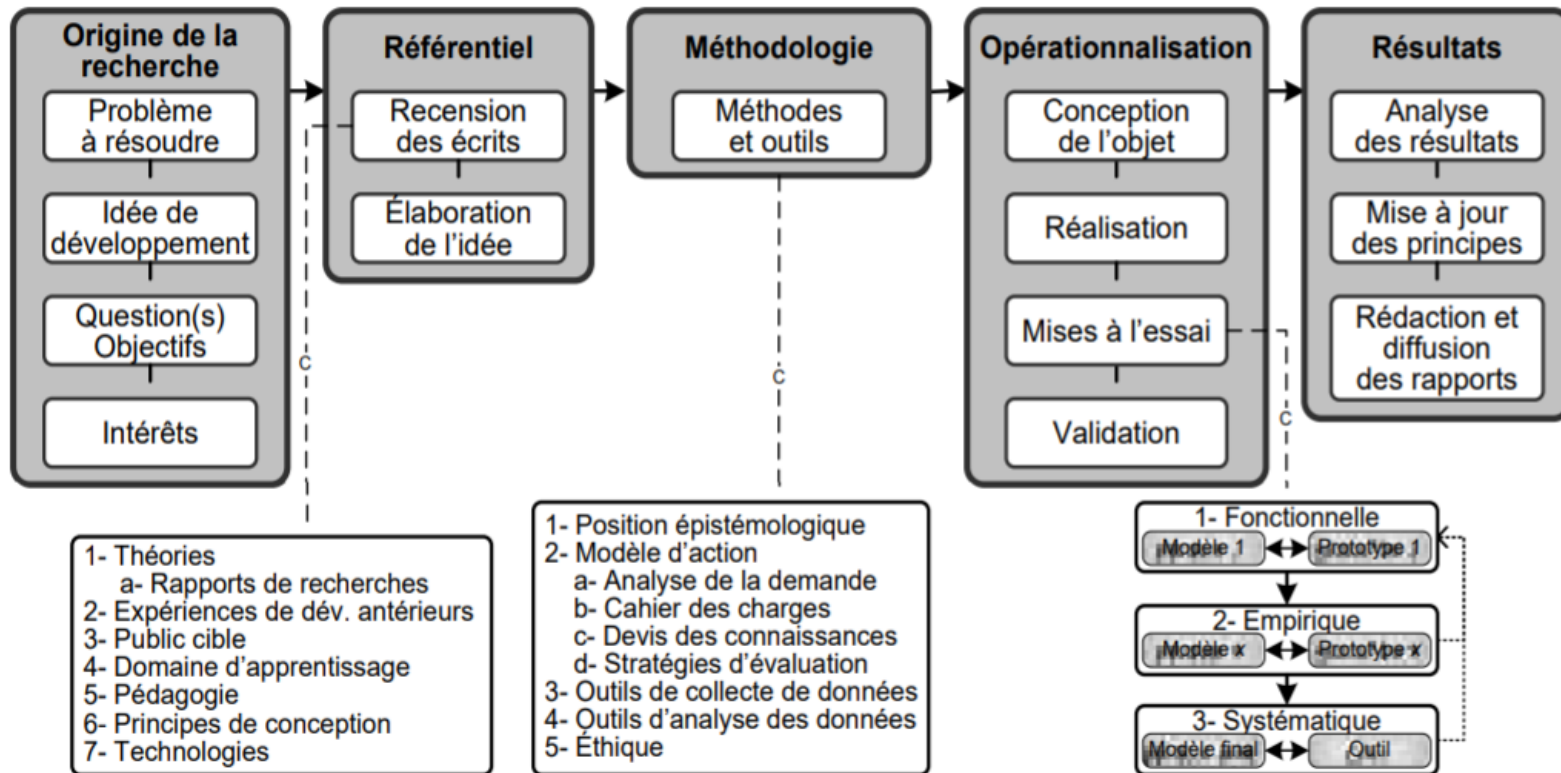 Origine de la
recherche
Problème
à résoudre
Idée de
développement
Question(s)
Objectifs
Intérêts
Référentiel
Recension
des écrits
Élaboration
de l'idée
Méthodologie
Méthodes
et outils
Opérationnalisation
Conception
de l'objet
Réalisation
Mises à l'essai
Validation
Résultats
Analyse
des résultats
Mise à jour
des principes
Rédaction et
diffusion
des rapports
c
c
c
1- Théories
a- Rapports de recherches
2- Expériences de dév. antérieurs
3- Public cible
4- Domaine d'apprentissage
5- Pédagogie
6- Principes de conception
7- Technologies
1- Position épistémologique
2- Modèle d'action
a- Analyse de la demande
b- Cahier des charges
c- Devis des connaissances
d- Stratégies d'évaluation
3- Outils de collecte de données
4- Outils d'analyse des données
5- Éthique
1- Fonctionnelle
Modèle 1 Prototype 1
2- Empirique
Modèle x Prototype x
3- Systématique
Modèle final Outil